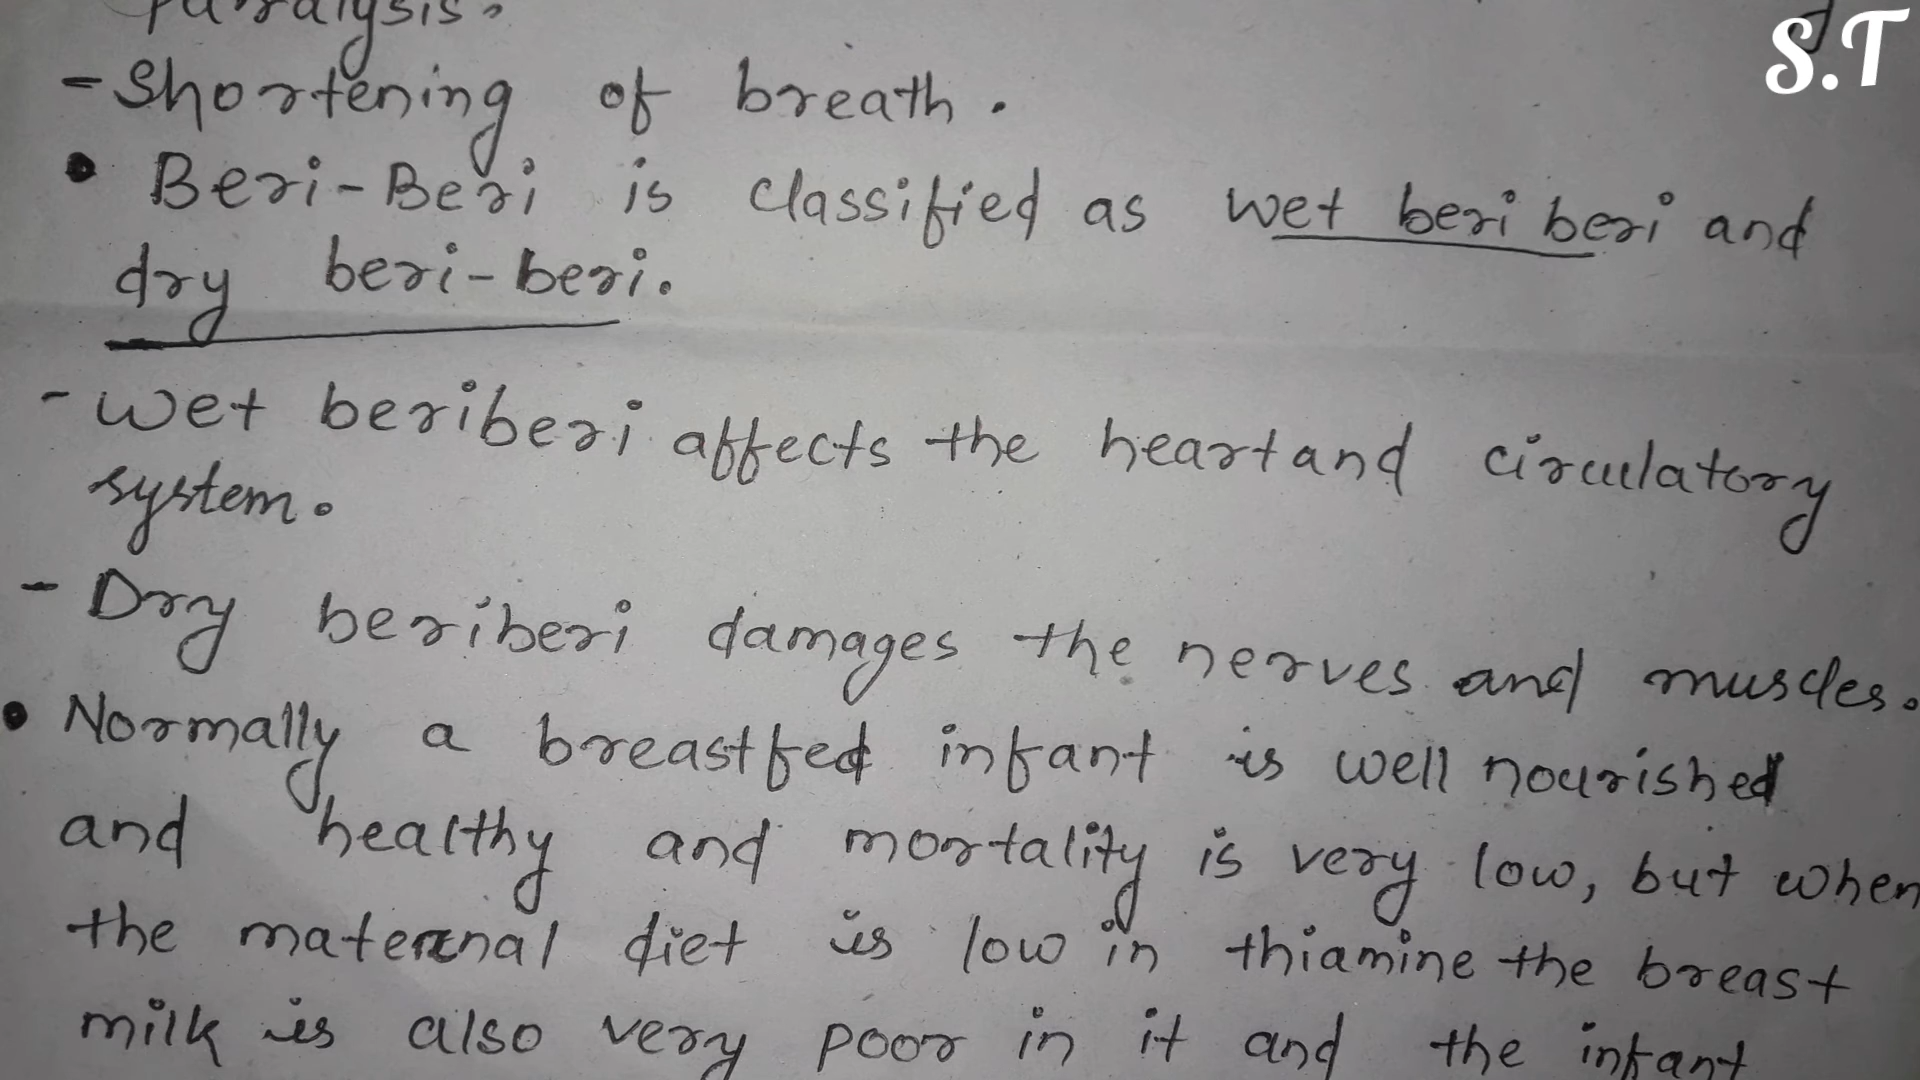 paralysis.
S.T
- Shortening of breath.
• Beri-Beri is classified as wet beri beri and
dry beri-beri.
- wet beriberi affects the heart and circulatory
system.
- Dry beriberi damages the nerves and muscles.
• Normally a breastfed infant is well nourished
and healthy and mortality is very low, but when
the maternal diet is low in thiamine the breast
milk is also very poor in it and the infant